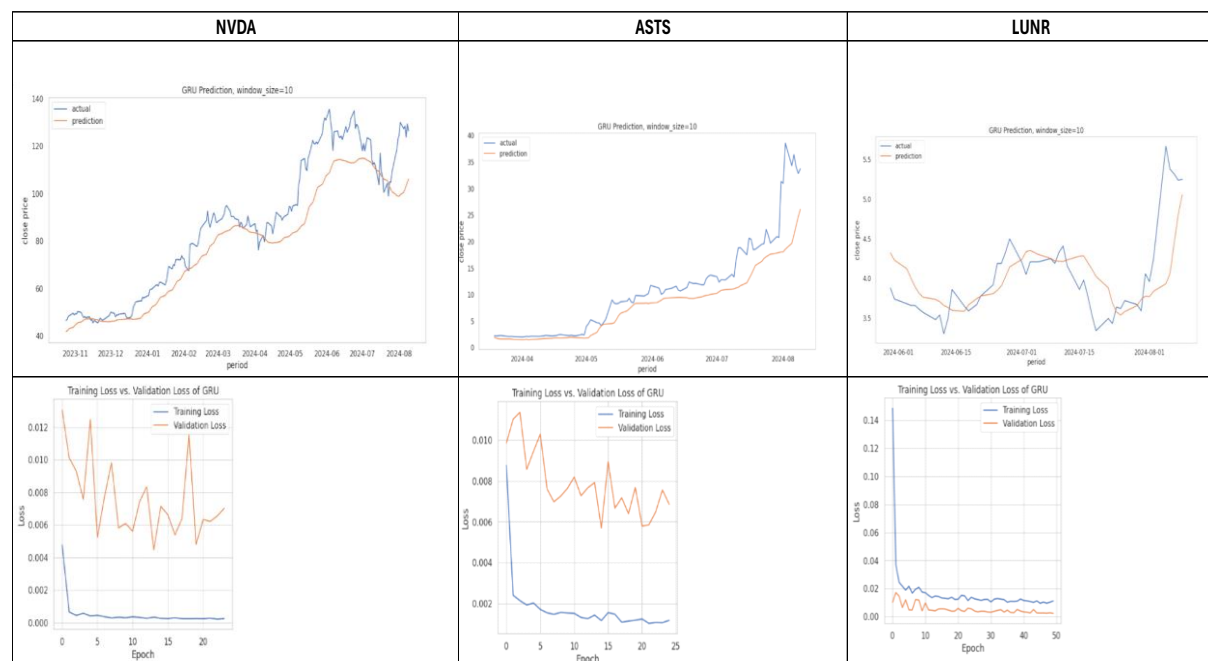 NVDA
ASTS
LUNR
GRU Prediction, window_size=10
actual
prediction
140
120
100
80
60
40
close price
2023-11 2023-12 2024-01 2024-02 2024-03 2024-04 2024-05 2024-06 2024-07 2024-08
period
GRU Prediction, window_size=10
actual
prediction
40
35
30
25
20
15
10
5
0
close price
2024-04 2024-05 2024-06 2024-07 2024-08
period
GRU Prediction, window_size=10
actual
prediction
5.5
5.0
4.5
4.0
3.5
close price
2024-06-01 2024-06-15 2024-07-01 2024-07-15 2024-08-01
period
Training Loss vs. Validation Loss of GRU
Training Loss
Validation Loss
0.012
0.010
0.008
0.006
0.004
0.002
0.000
Loss
0 5 10 15 20
Epoch
Training Loss vs. Validation Loss of GRU
Training Loss
Validation Loss
0.010
0.008
0.006
0.004
0.002
Loss
0 5 10 15 20 25
Epoch
Training Loss vs. Validation Loss of GRU
Training Loss
Validation Loss
0.14
0.12
0.10
0.08
0.06
0.04
0.02
0.00
Loss
0 10 20 30 40 50
Epoch